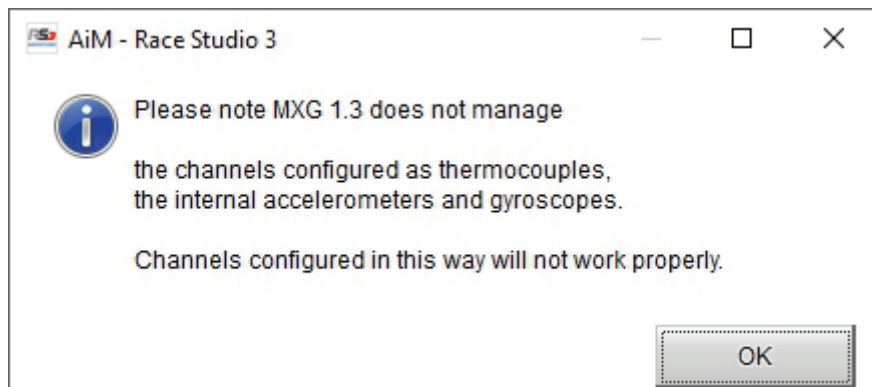 RS3
AiM - Race Studio 3
Please note MXG 1.3 does not manage
the channels configured as thermocouples,
the internal accelerometers and gyroscopes.
Channels configured in this way will not work properly.
OK